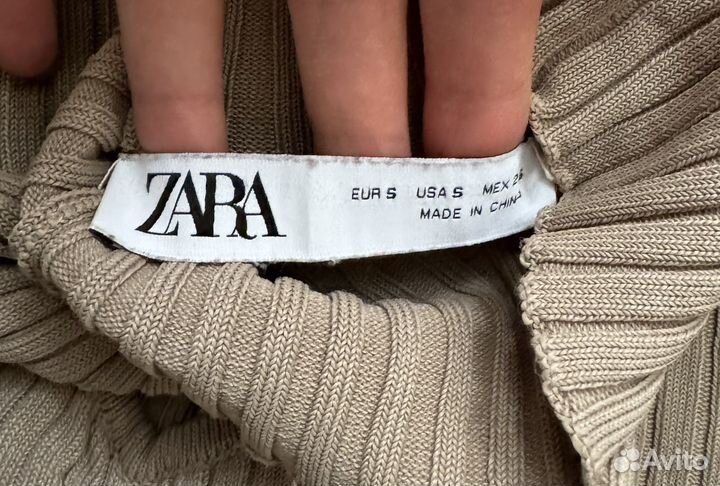 ZARA
EUR S USA S MEX 26
MADE IN CHINA
Avito